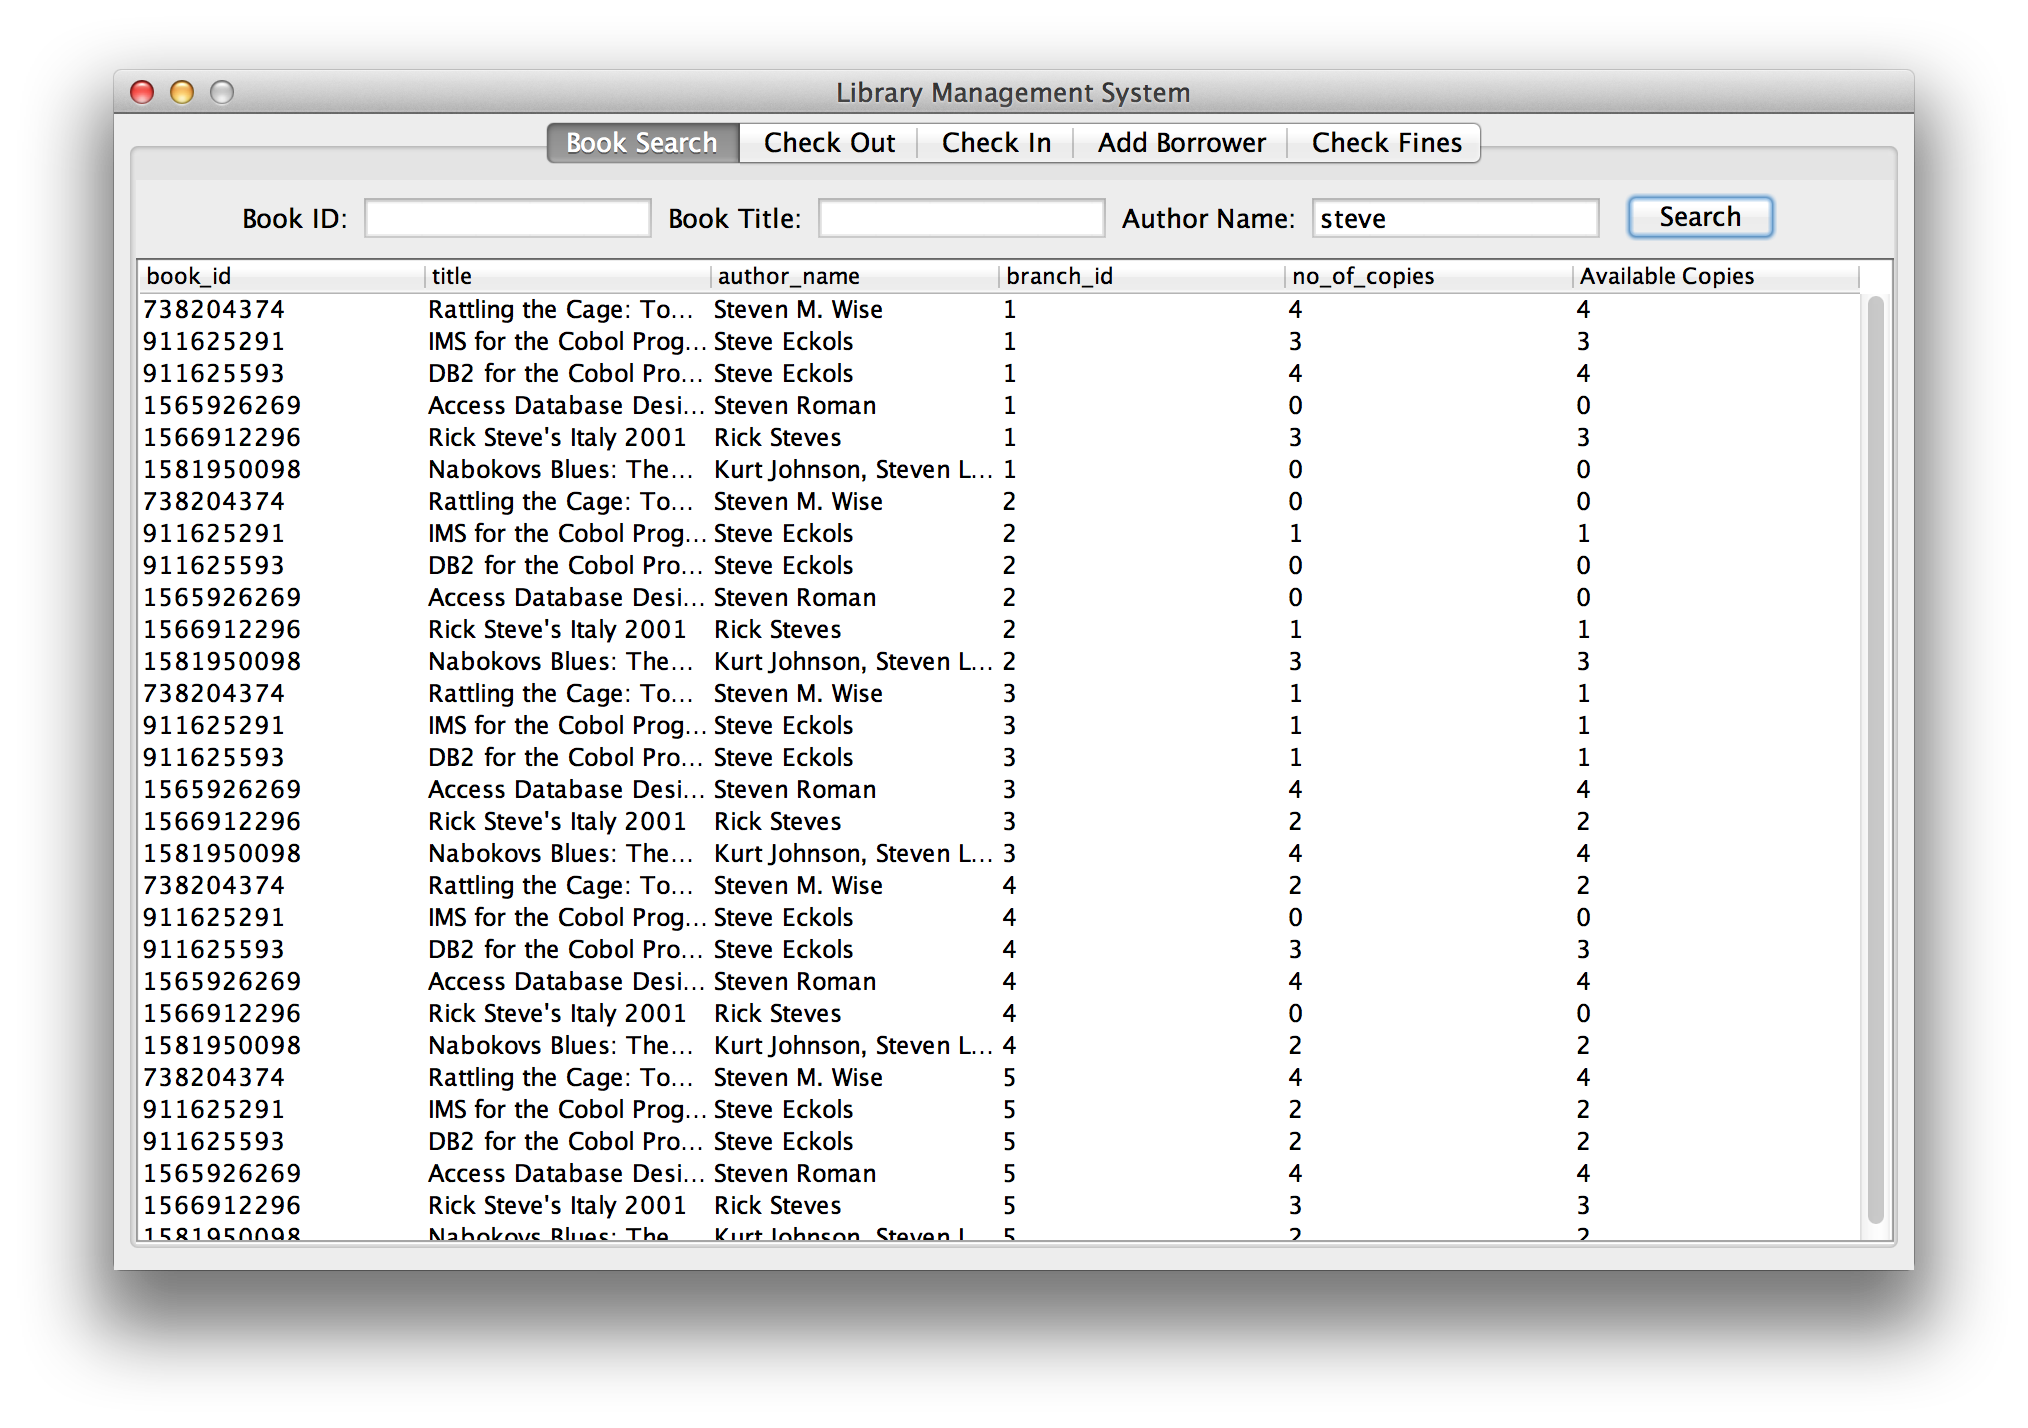 Library Management System
Book Search Check Out Check In Add Borrower Check Fines
Book ID: Book Title: Author Name: steve Search
book_id title author_name branch_id no_of_copies Available Copies
738204374 Rattling the Cage: To... Steven M. Wise 1 4 4
911625291 IMS for the Cobol Prog... Steve Eckols 1 3 3
911625593 DB2 for the Cobol Pro... Steve Eckols 1 4 4
1565926269 Access Database Desi... Steven Roman 1 0 0
1566912296 Rick Steve's Italy 2001 Rick Steves 1 3 3
1581950098 Nabokovs Blues: The... Kurt Johnson, Steven L... 1 0 0
738204374 Rattling the Cage: To... Steven M. Wise 2 0 0
911625291 IMS for the Cobol Prog... Steve Eckols 2 1 1
911625593 DB2 for the Cobol Pro... Steve Eckols 2 0 0
1565926269 Access Database Desi... Steven Roman 2 0 0
1566912296 Rick Steve's Italy 2001 Rick Steves 2 1 1
1581950098 Nabokovs Blues: The... Kurt Johnson, Steven L... 2 3 3
738204374 Rattling the Cage: To... Steven M. Wise 3 1 1
911625291 IMS for the Cobol Prog... Steve Eckols 3 1 1
911625593 DB2 for the Cobol Pro... Steve Eckols 3 1 1
1565926269 Access Database Desi... Steven Roman 3 4 4
1566912296 Rick Steve's Italy 2001 Rick Steves 3 2 2
1581950098 Nabokovs Blues: The... Kurt Johnson, Steven L... 3 4 4
738204374 Rattling the Cage: To... Steven M. Wise 4 2 2
911625291 IMS for the Cobol Prog... Steve Eckols 4 0 0
911625593 DB2 for the Cobol Pro... Steve Eckols 4 3 3
1565926269 Access Database Desi... Steven Roman 4 4 4
1566912296 Rick Steve's Italy 2001 Rick Steves 4 0 0
1581950098 Nabokovs Blues: The... Kurt Johnson, Steven L... 4 2 2
738204374 Rattling the Cage: To... Steven M. Wise 5 4 4
911625291 IMS for the Cobol Prog... Steve Eckols 5 2 2
911625593 DB2 for the Cobol Pro... Steve Eckols 5 2 2
1565926269 Access Database Desi... Steven Roman 5 4 4
1566912296 Rick Steve's Italy 2001 Rick Steves 5 3 3
1581950098 Nabokovs Blues: The Kurt Johnson, Steven L 5 2 2